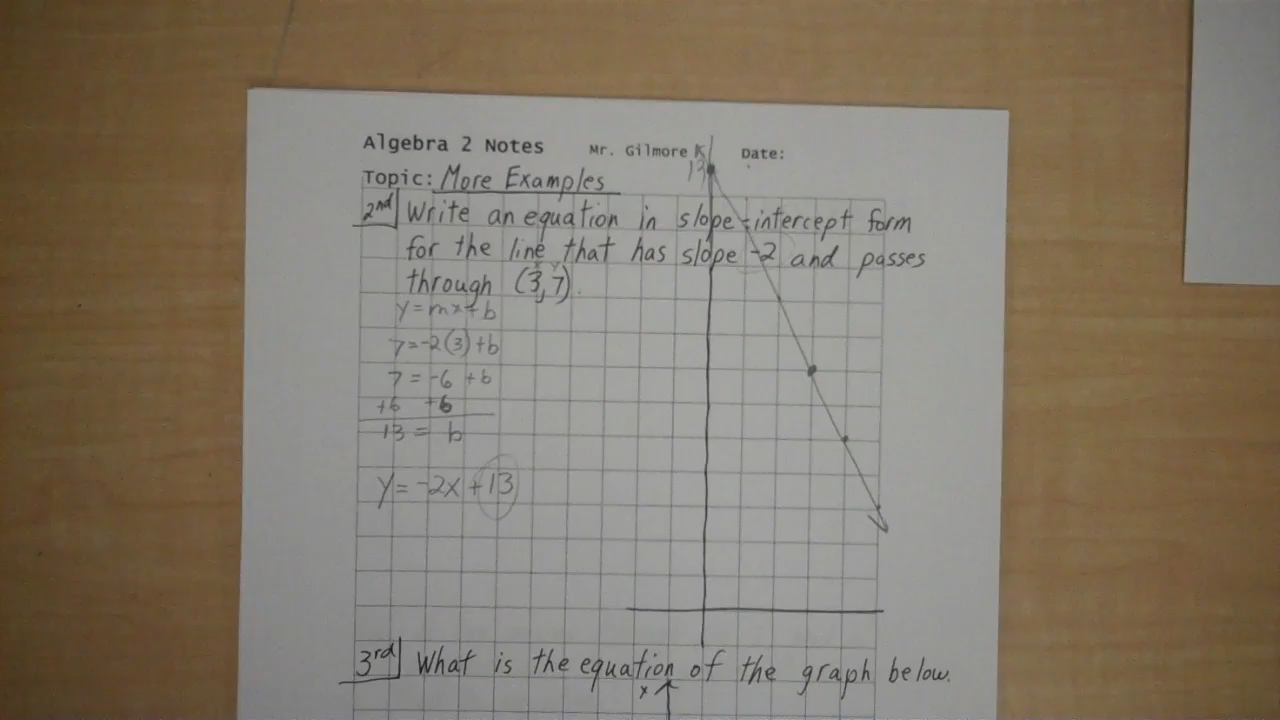 Algebra 2 Notes Mr. Gilmore Date:
13
Topic: More Examples
2nd Write an equation in slope-intercept form
for the line that has slope -2 and passes
x y
through (3,7).
y=mx+b
7=-2(3)+b
7=-6+b
+6 +6
13 = b
y=-2x+13
3rd What is the equation of the graph below.
x